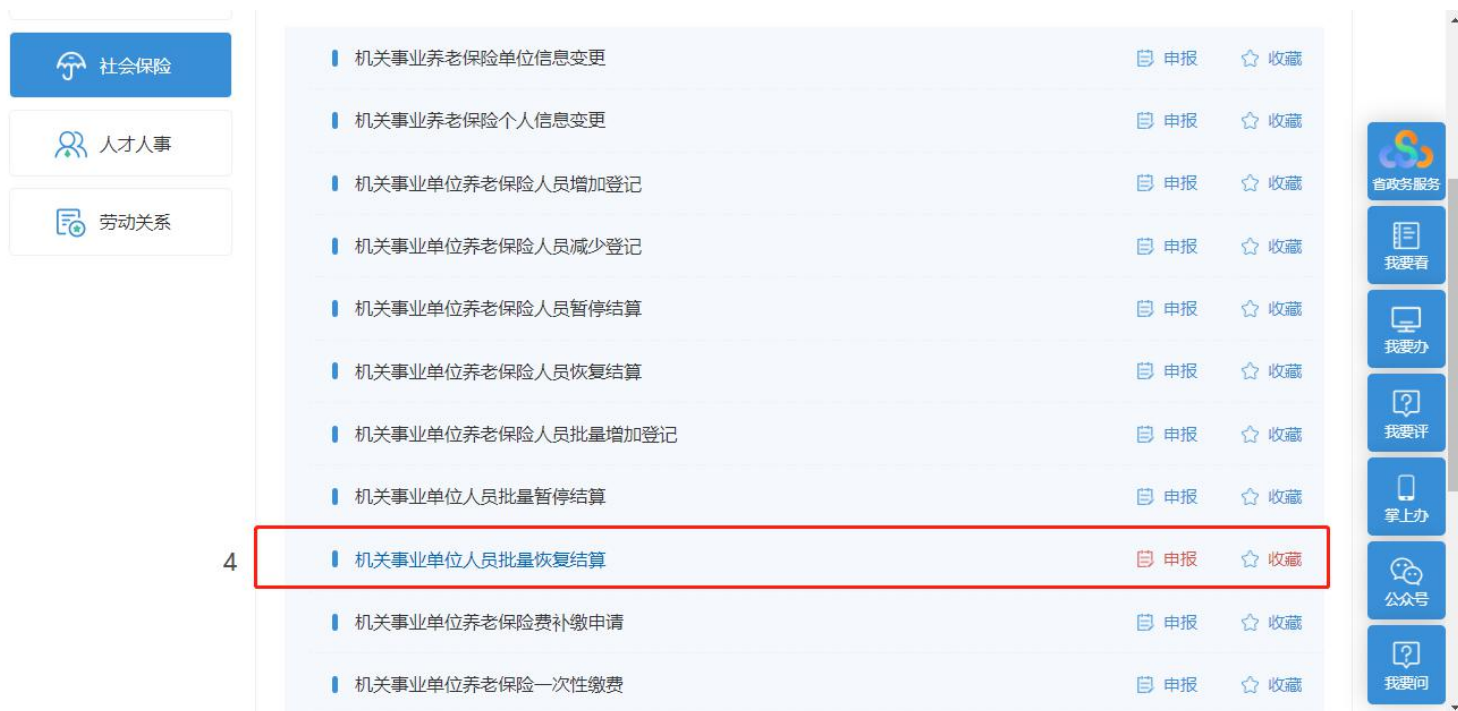 社会保险
人才人事
劳动关系
机关事业养老保险单位信息变更 申报 收藏
机关事业养老保险个人信息变更 申报 收藏
机关事业单位养老保险人员增加登记 申报 收藏
机关事业单位养老保险人员减少登记 申报 收藏
机关事业单位养老保险人员暂停结算 申报 收藏
机关事业单位养老保险人员恢复结算 申报 收藏
机关事业单位养老保险人员批量增加登记 申报 收藏
机关事业单位人员批量暂停结算 申报 收藏
4 机关事业单位人员批量恢复结算 申报 收藏
机关事业单位养老保险费补缴申请 申报 收藏
机关事业单位养老保险一次性缴费 申报 收藏
省政务服务
我要看
我要办
我要评
掌上办
公众号
我要问